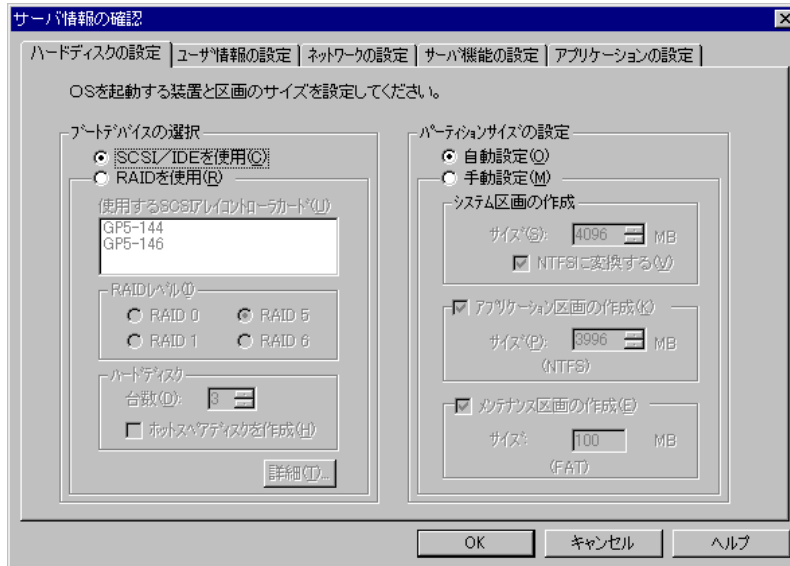 サーバ情報の確認
ハードディスクの設定 ユーザ情報の設定 ネットワークの設定 サーバ機能の設定 アプリケーションの設定
OSを起動する装置と区画のサイズを設定してください。
ブートデバイスの選択
SCSI/IDEを使用(C)
RAIDを使用(R)
使用するSCSIアレイコントローラカード(U)
GP5-144
GP5-146
RAIDレベル(I)
RAID 0 RAID 5
RAID 1 RAID 6
ハードディスク
台数(D): 3
ホットスペアディスクを作成(H)
詳細(T)...
パーティションサイズの設定
自動設定(O)
手動設定(M)
システム区画の作成
サイズ(S): 4096 MB
NTFSに変換する(V)
アプリケーション区画の作成(K)
サイズ(P): 3996 MB
(NTFS)
メンテナンス区画の作成(E)
サイズ: 100 MB
(FAT)
OK キャンセル ヘルプ